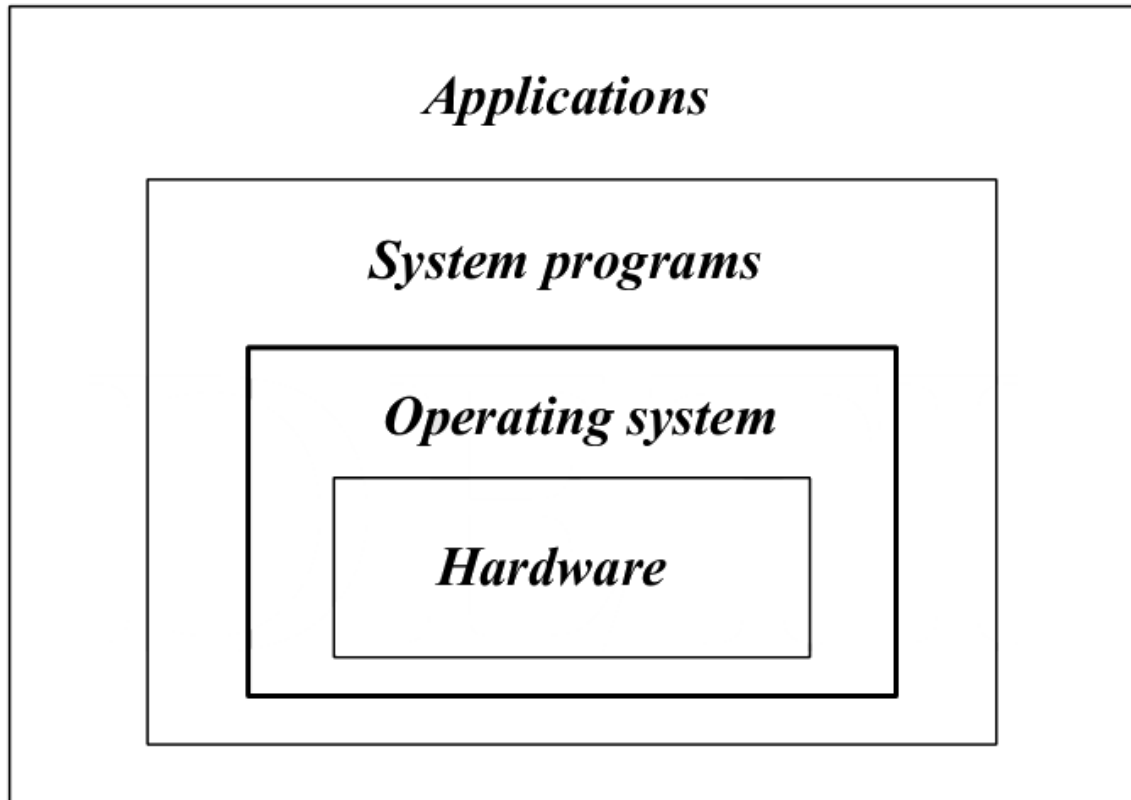 Applications
System programs
Operating system
Hardware